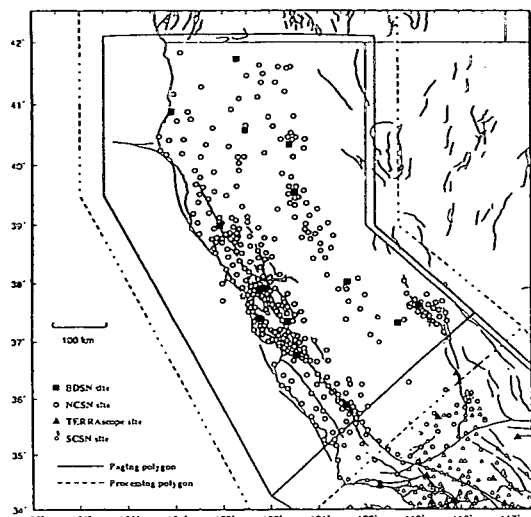 42°
41°
40°
39°
38°
37°
100 km
36°
BDSN site
NCSN site
TERRAscope site
35°
SCSN site
Paging polygon
Processing polygon
34°